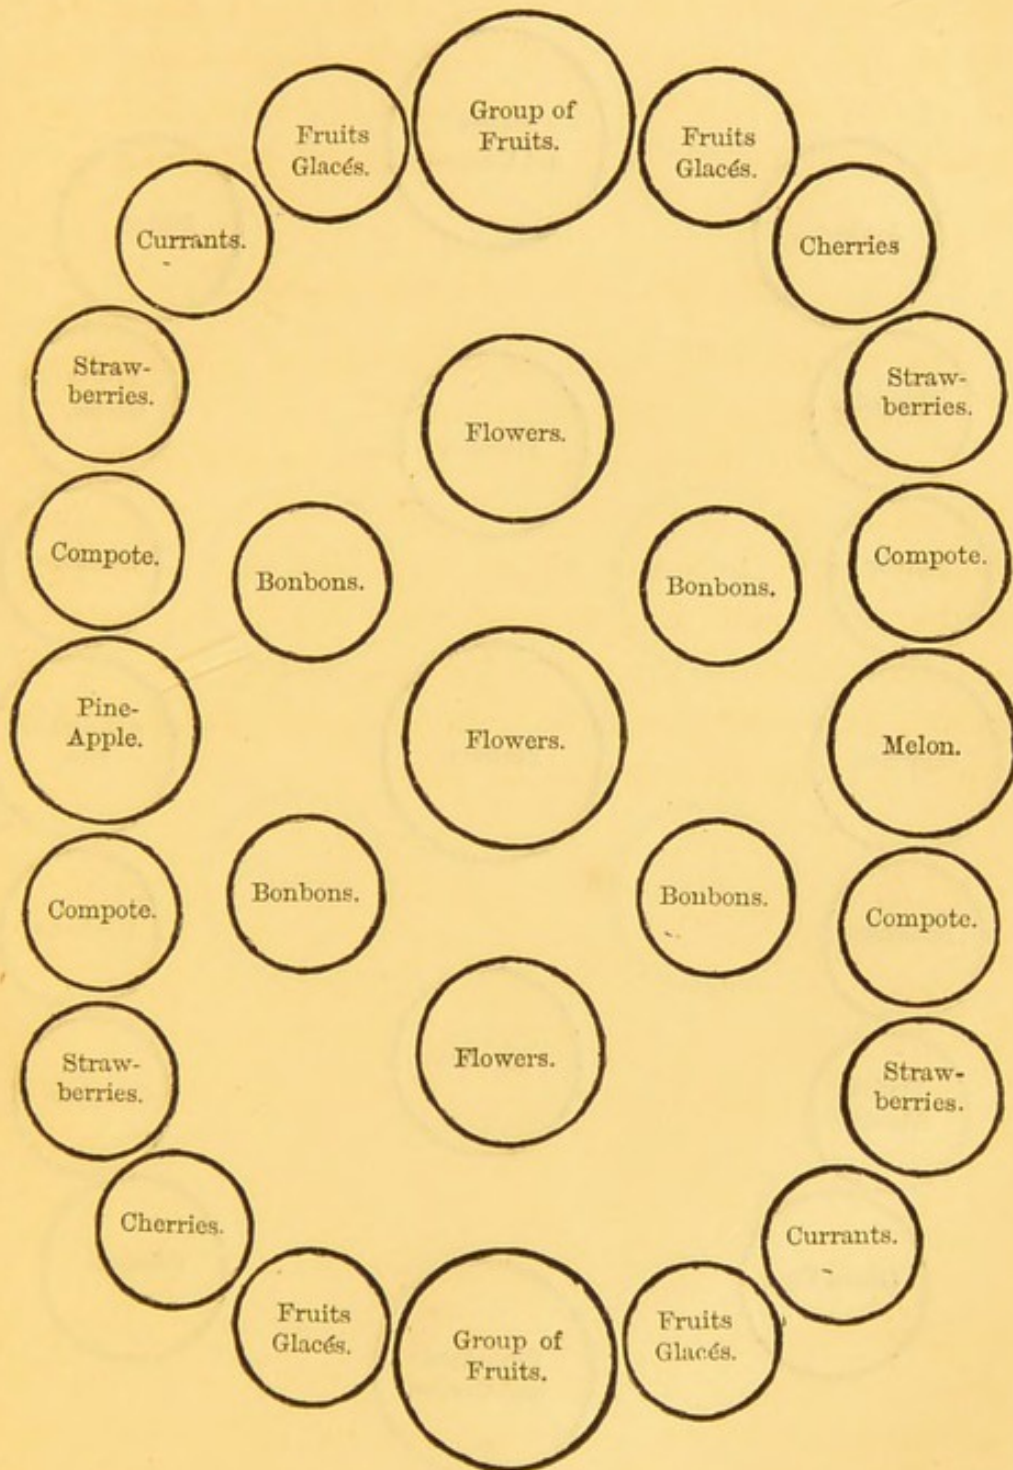 Group of
Fruits.
Fruits
Glacés.
Fruits
Glacés.
Currants.
Cherries
Straw-
berries.
Straw-
berries.
Flowers.
Compote.
Bonbons.
Bonbons.
Compote.
Pine-
Apple.
Flowers.
Melon.
Compote.
Bonbons.
Bonbons.
Compote.
Straw-
berries.
Flowers.
Straw-
berries.
Cherries.
Currants.
Fruits
Glacés.
Group of
Fruits.
Fruits
Glacés.